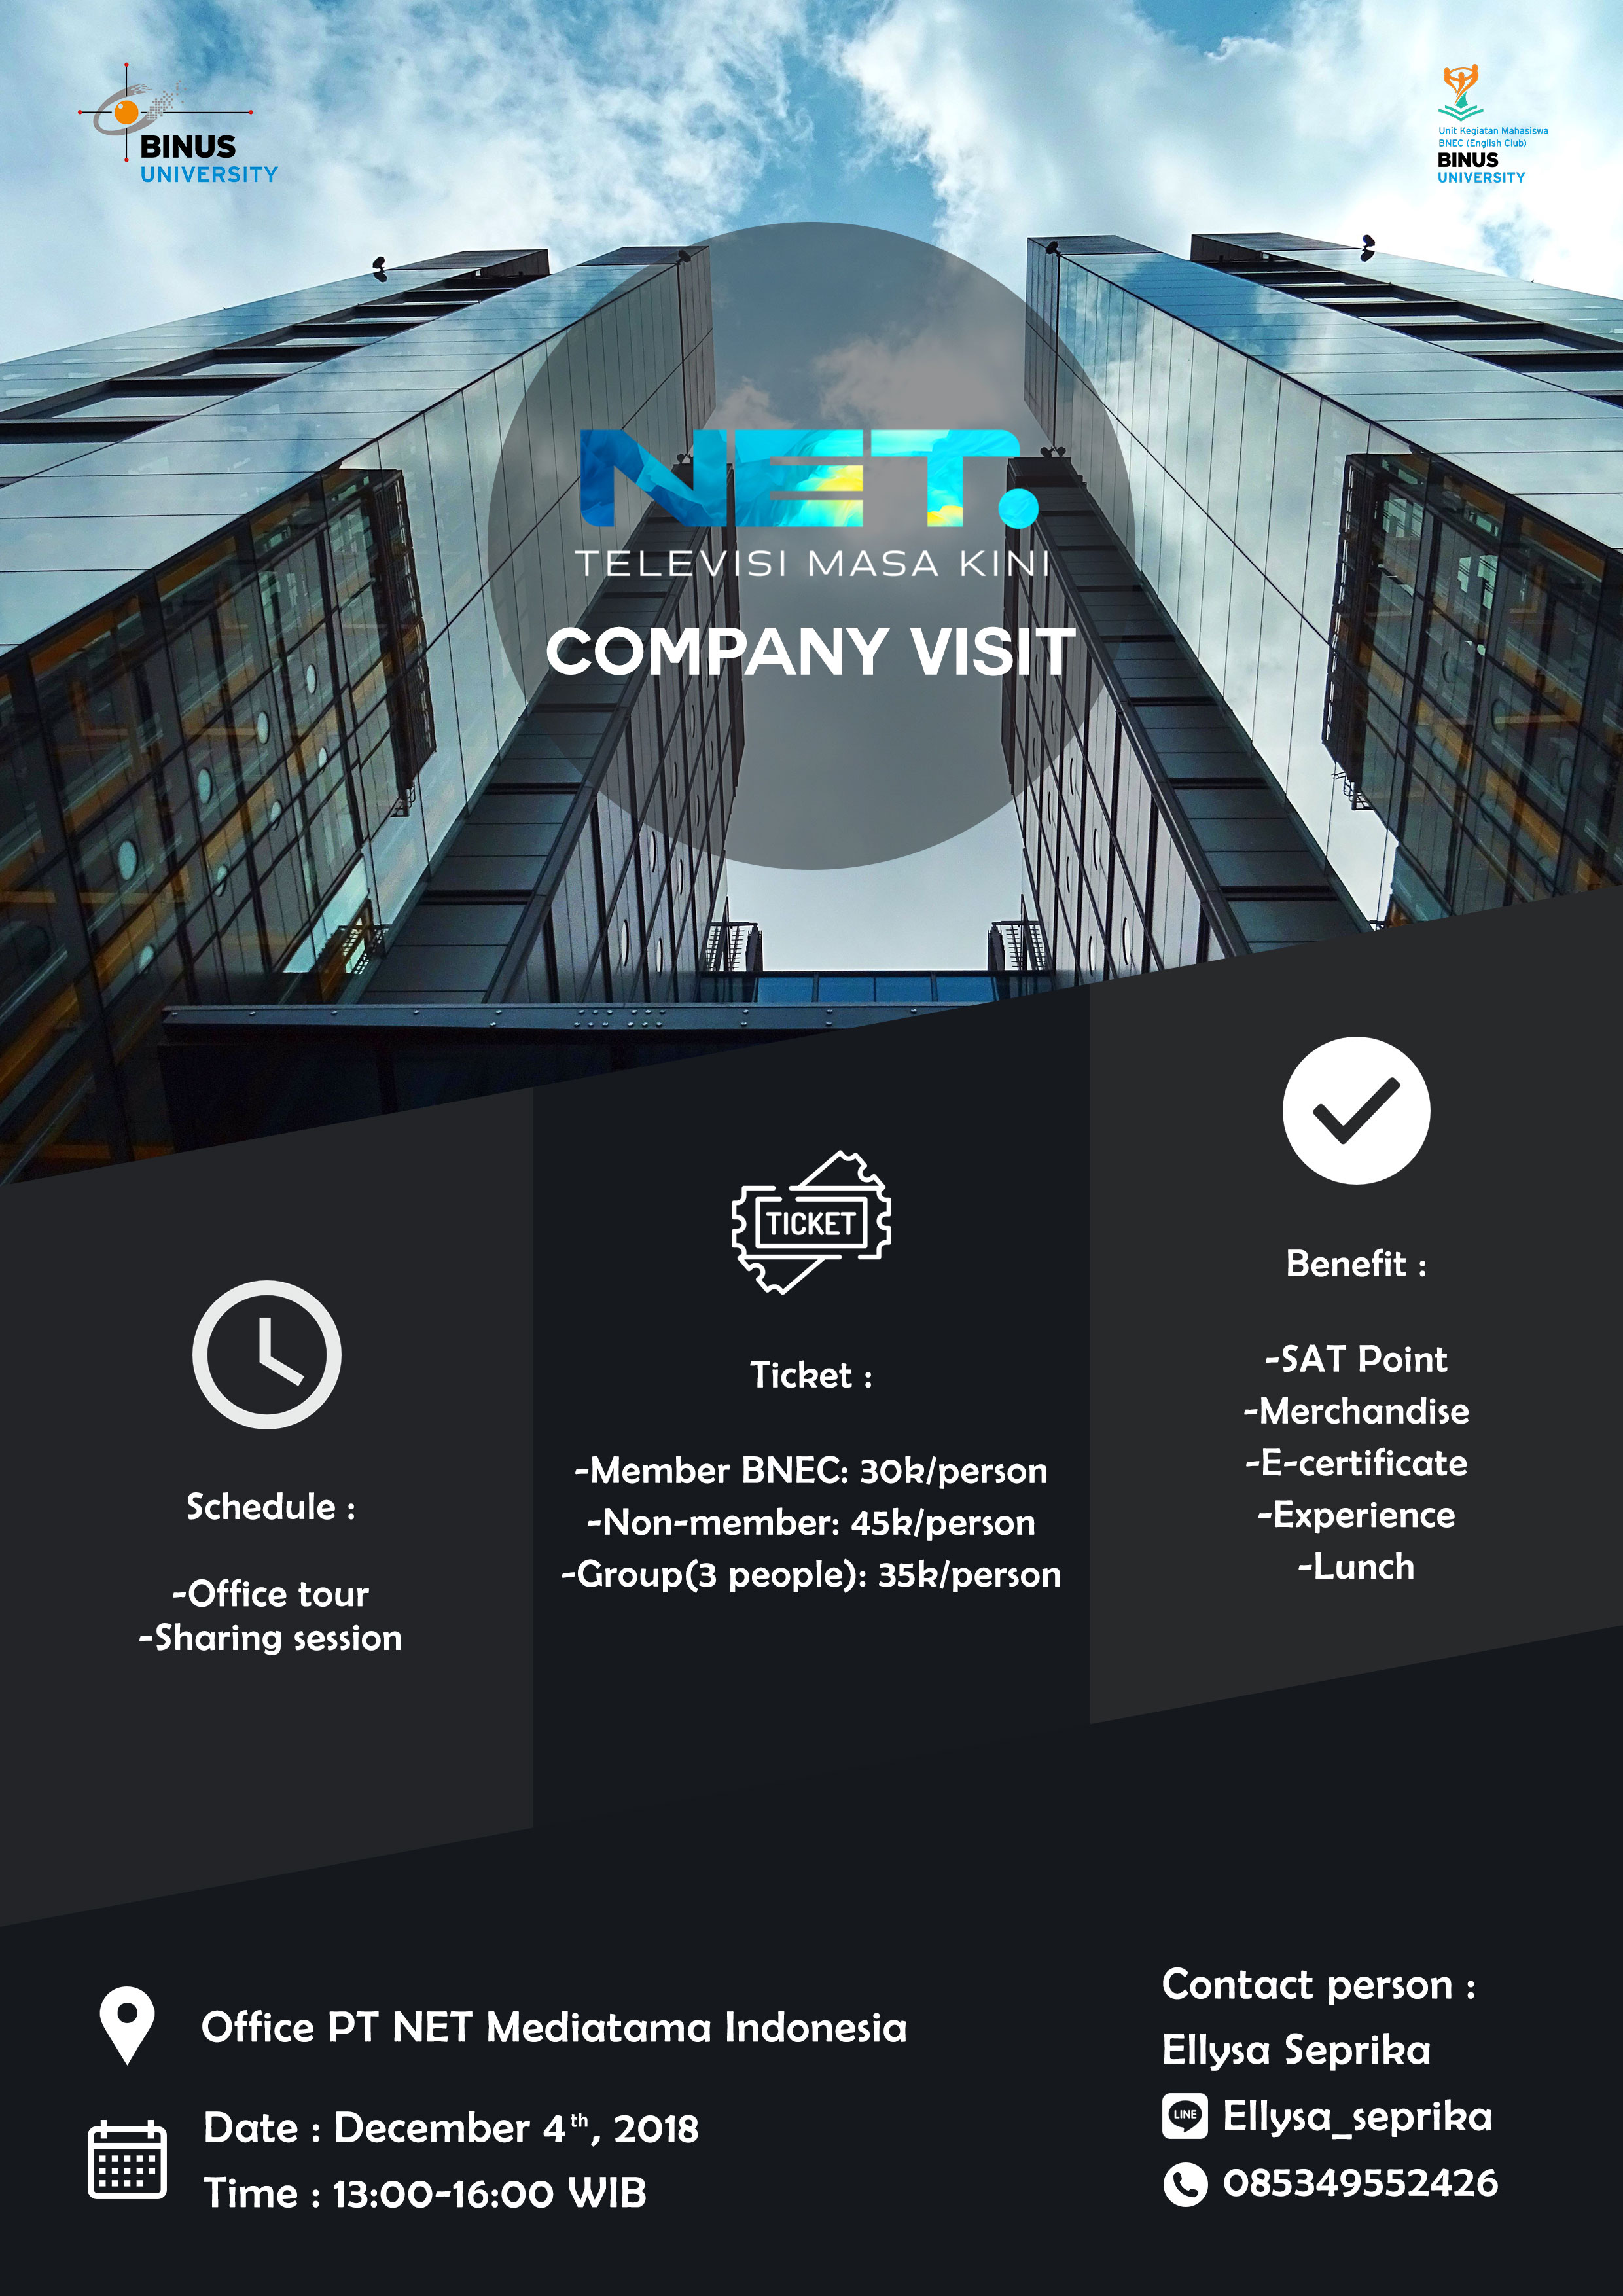 BINUS
UNIVERSITY
Unit Kegiatan Mahasiswa
BNEC (English Club)
BINUS
UNIVERSITY
NET.
TELEVISI MASA KINI
COMPANY VISIT
Schedule :
-Office tour
-Sharing session
TICKET
Ticket :
-Member BNEC: 30k/person
-Non-member: 45k/person
-Group(3 people): 35k/person
Benefit :
-SAT Point
-Merchandise
-E-certificate
-Experience
-Lunch
Office PT NET Mediatama Indonesia
Date : December 4th, 2018
Time : 13:00-16:00 WIB
Contact person :
Ellysa Seprika
LINE Ellysa_seprika
085349552426